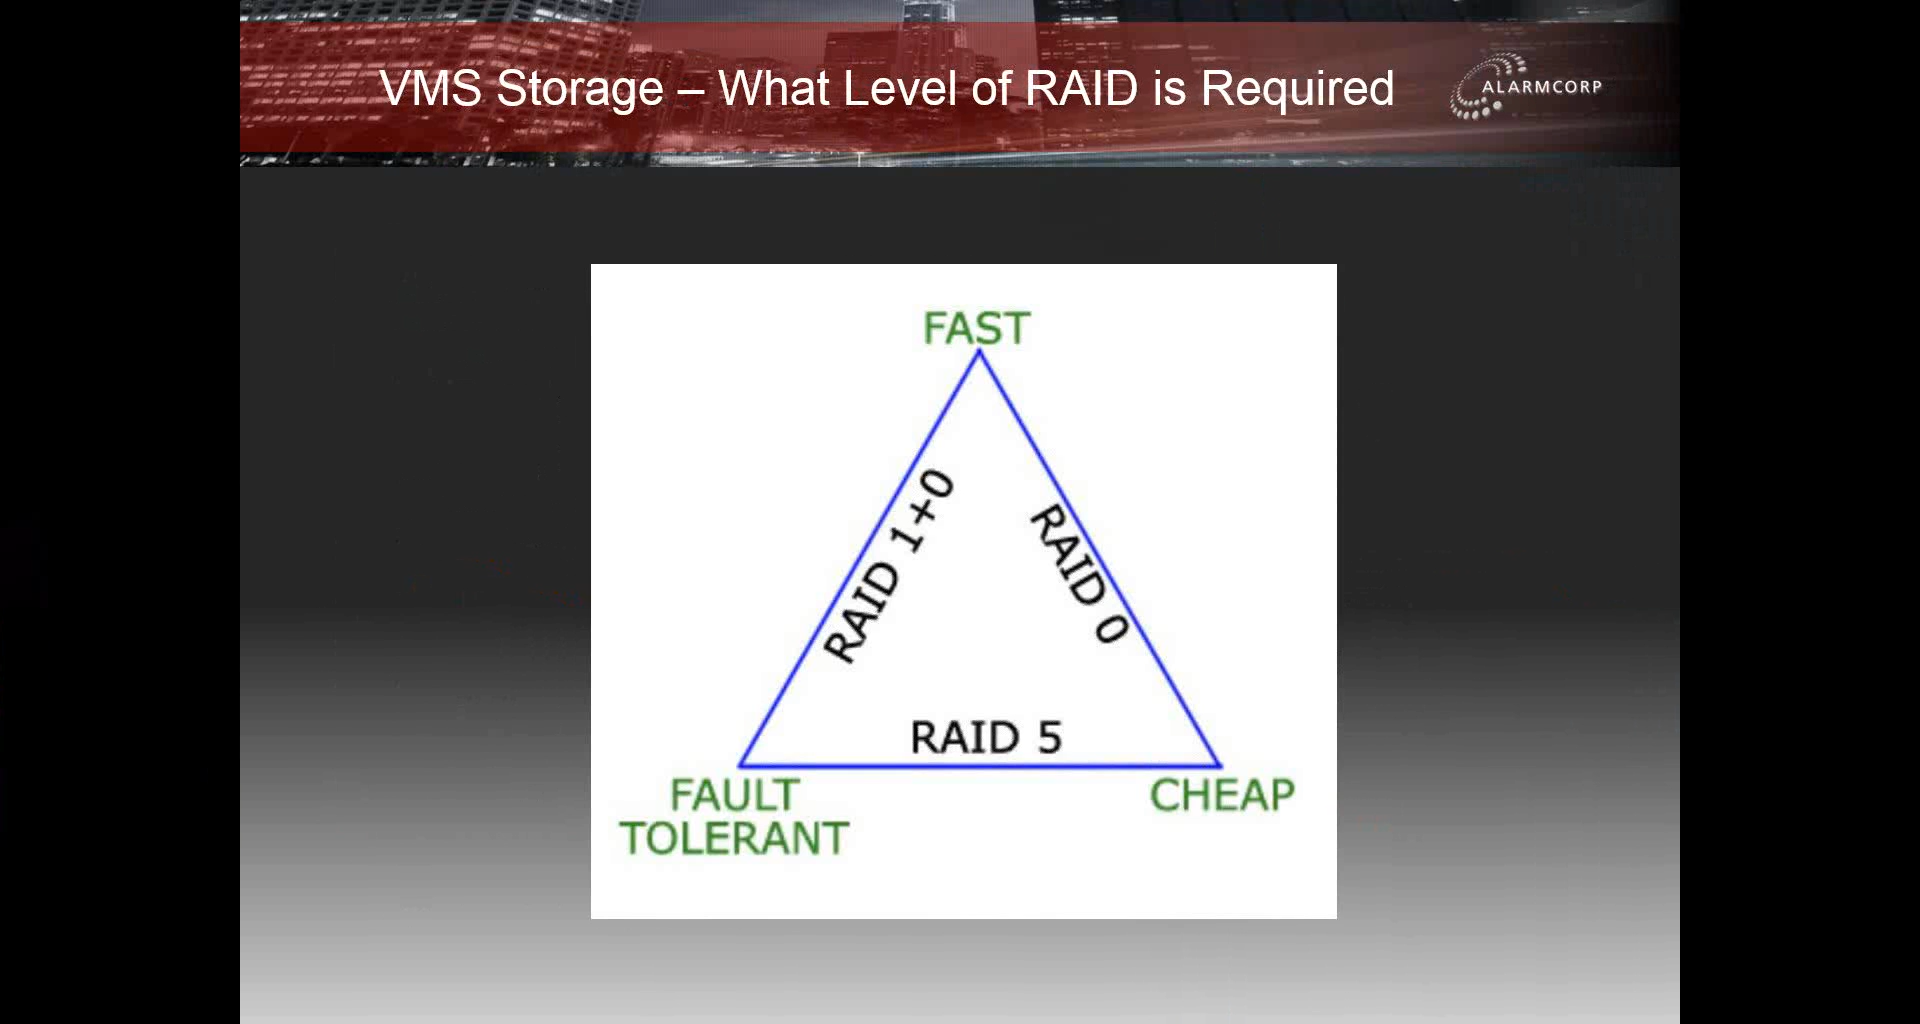 VMS Storage – What Level of RAID is Required
ALARMCORP
FAST
RAID 1+0
RAID 0
RAID 5
FAULT
TOLERANT
CHEAP